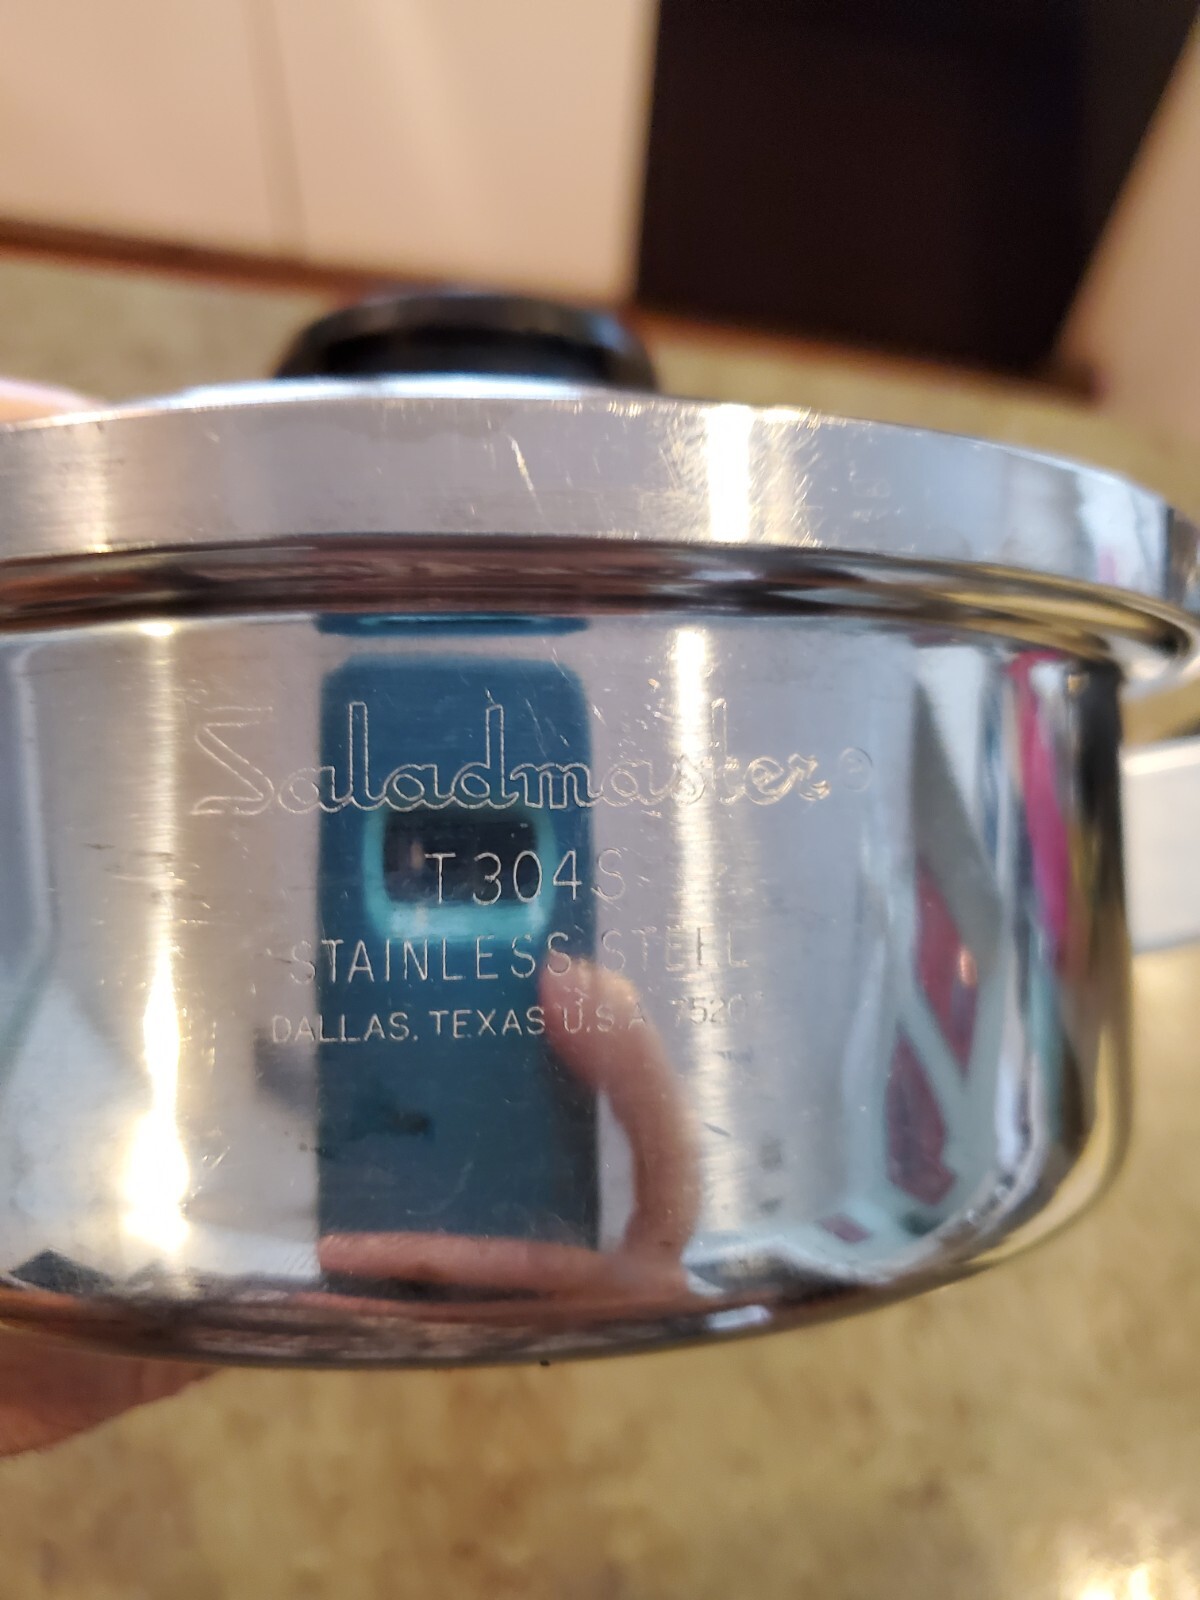 Saladmaster®
T304S
STAINLESS STEEL
DALLAS, TEXAS U.S.A